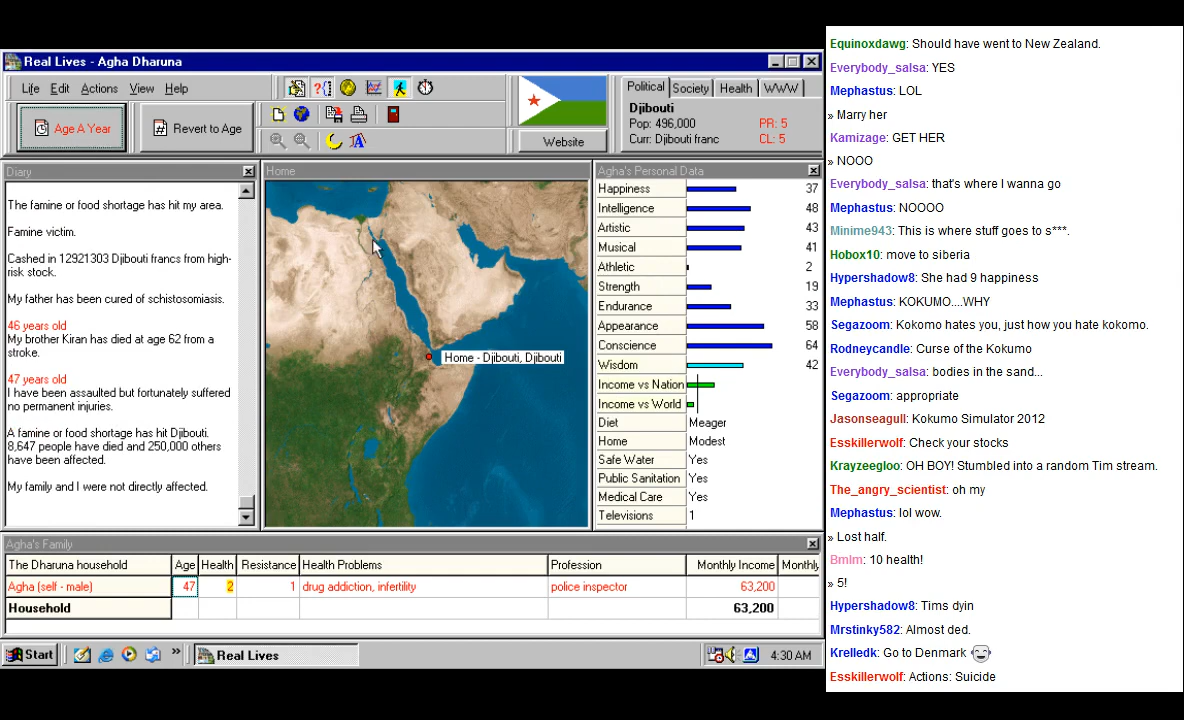 Real Lives - Agha Dharuna
Life Edit Actions View Help
Age A Year
Revert to Age
Website
Political Society Health WWW
Djibouti
Pop: 496,000 PR: 5
Curr: Djibouti franc CL: 5
Diary
The famine or food shortage has hit my area.
Famine victim.
Cashed in 12921303 Djibouti francs from high-
risk stock.
My father has been cured of schistosomiasis.
46 years old
My brother Kiran has died at age 62 from a
stroke.
47 years old
I have been assaulted but fortunately suffered
no permanent injuries.
A famine or food shortage has hit Djibouti.
8,647 people have died and 250,000 others
have been affected.
My family and I were not directly affected.
Home
Home - Djibouti, Djibouti
Agha's Personal Data
Happiness 37
Intelligence 48
Artistic 43
Musical 41
Athletic 2
Strength 19
Endurance 33
Appearance 58
Conscience 64
Wisdom 42
Income vs Nation
Income vs World
Diet Meager
Home Modest
Safe Water Yes
Public Sanitation Yes
Medical Care Yes
Televisions 1
Agha's Family
The Dharuna household Age Health Resistance Health Problems Profession Monthly Income Monthly
Agha (self - male) 47 2 1 drug addiction, infertility police inspector 63,200
Household 63,200
Start » Real Lives 4:30 AM
Equinoxdawg: Should have went to New Zealand.
Everybody_salsa: YES
Mephastus: LOL
» Marry her
Kamizage: GET HER
» NOOO
Everybody_salsa: that's where I wanna go
Mephastus: NOOOO
Minime943: This is where stuff goes to s***.
Hobox10: move to siberia
Hypershadow8: She had 9 happiness
Mephastus: KOKUMO....WHY
Segazoom: Kokomo hates you, just how you hate kokomo.
Rodneycandle: Curse of the Kokumo
Everybody_salsa: bodies in the sand...
Segazoom: appropriate
Jasonseagull: Kokumo Simulator 2012
Esskillerwolf: Check your stocks
Krayzeegloo: OH BOY! Stumbled into a random Tim stream.
The_angry_scientist: oh my
Mephastus: lol wow.
» Lost half.
Bmlm: 10 health!
» 5!
Hypershadow8: Tims dyin
Mrstinky582: Almost ded.
Krelledk: Go to Denmark
Esskillerwolf: Actions: Suicide